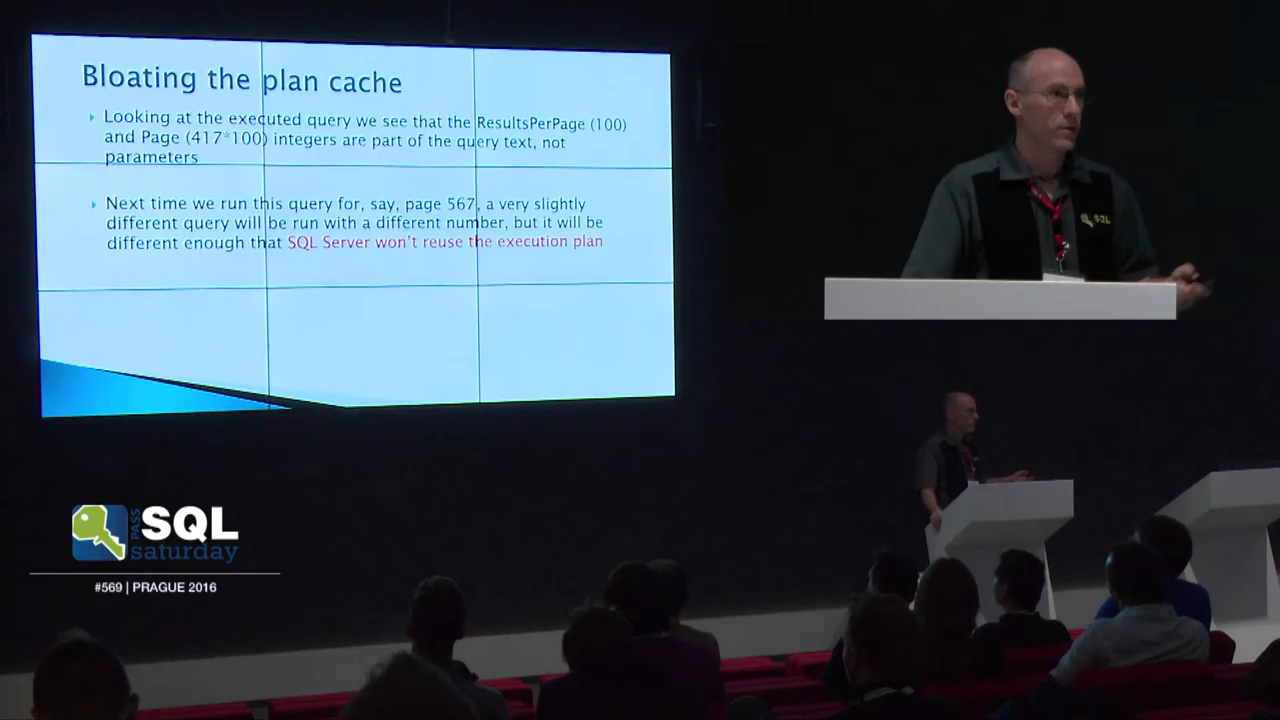 Bloating the plan cache
Looking at the executed query we see that the ResultsPerPage (100)
and Page (417*100) integers are part of the query text, not
parameters
Next time we run this query for, say, page 567, a very slightly
different query will be run with a different number, but it will be
different enough that SQL Server won't reuse the execution plan
SQL
PASS
SQL
saturday
#569 | PRAGUE 2016